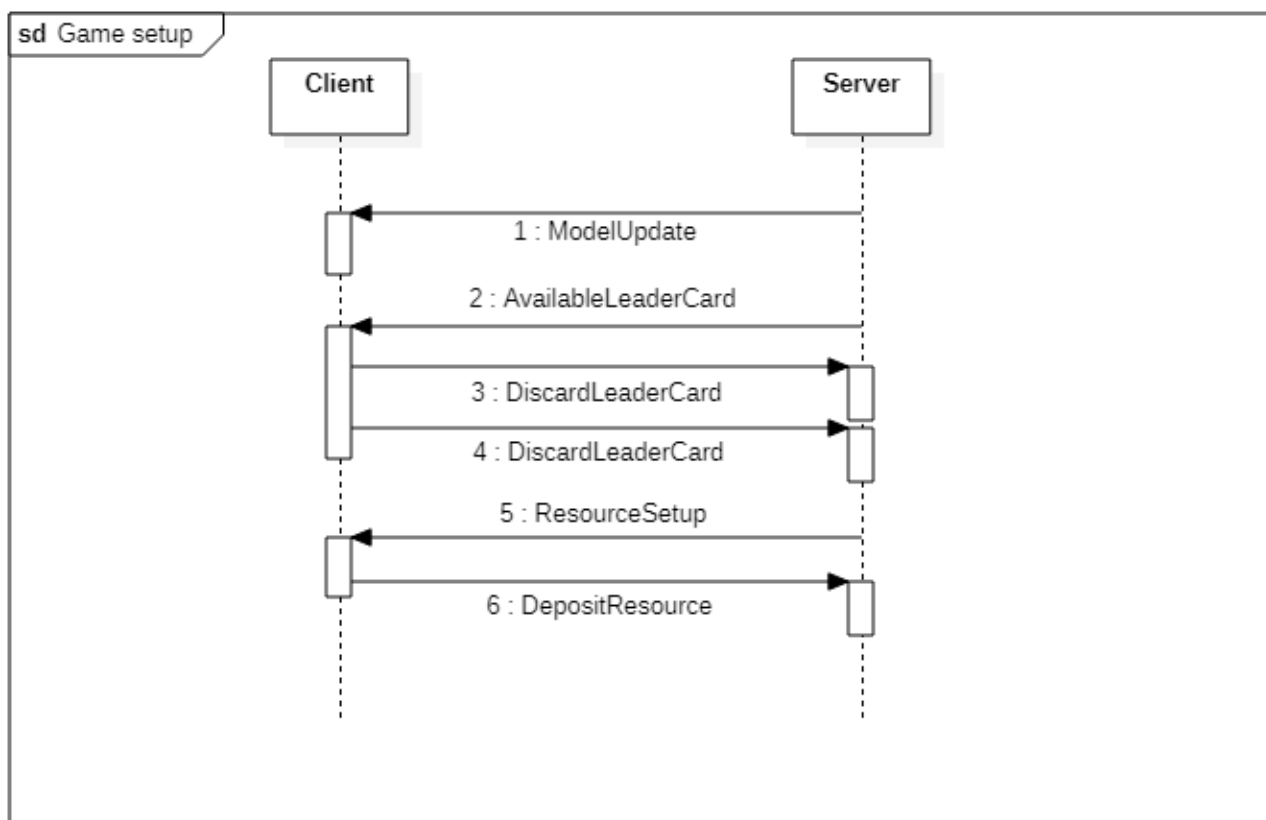 sd Game setup
Client
Server
1 : ModelUpdate
2 : AvailableLeaderCard
3 : DiscardLeaderCard
4 : DiscardLeaderCard
5 : ResourceSetup
6 : DepositResource